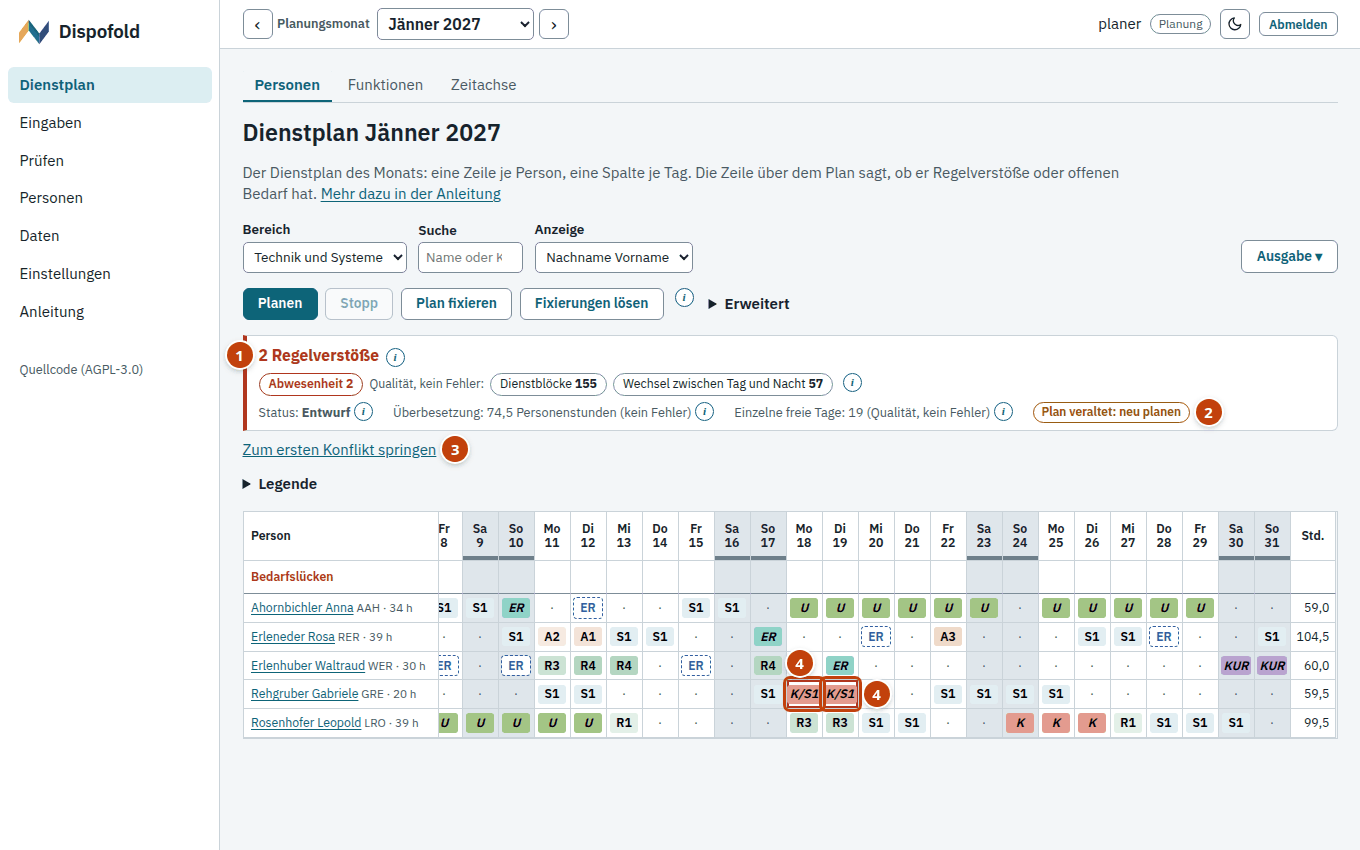 Dispofold
Dienstplan
Eingaben
Prüfen
Personen
Daten
Einstellungen
Anleitung
Quellcode (AGPL-3.0)
‹ Planungsmonat Jänner 2027 › planer Planung Abmelden
Personen Funktionen Zeitachse
Dienstplan Jänner 2027
Der Dienstplan des Monats: eine Zeile je Person, eine Spalte je Tag. Die Zeile über dem Plan sagt, ob er Regelverstöße oder offenen
Bedarf hat. Mehr dazu in der Anleitung
Bereich Suche Anzeige
Technik und Systeme Name oder K Nachname Vorname Ausgabe ▾
Planen Stopp Plan fixieren Fixierungen lösen i ▶ Erweitert
1 2 Regelverstöße i
Abwesenheit 2 Qualität, kein Fehler: Dienstblöcke 155 Wechsel zwischen Tag und Nacht 57 i
Status: Entwurf i Überbesetzung: 74,5 Personenstunden (kein Fehler) i Einzelne freie Tage: 19 (Qualität, kein Fehler) i Plan veraltet: neu planen 2
Zum ersten Konflikt springen 3
▶ Legende
Person Fr 8 Sa 9 So 10 Mo 11 Di 12 Mi 13 Do 14 Fr 15 Sa 16 So 17 Mo 18 Di 19 Mi 20 Do 21 Fr 22 Sa 23 So 24 Mo 25 Di 26 Mi 27 Do 28 Fr 29 Sa 30 So 31 Std.
Bedarfslücken
Ahornbichler Anna AAH · 34 h S1 S1 ER · ER · · S1 S1 · U U U U U U · U U U U U · · 59,0
Erleneder Rosa RER · 39 h · · S1 A2 A1 S1 S1 · · ER · · ER · A3 · · · S1 S1 ER · · S1 104,5
Erlenhuber Waltraud WER · 30 h ER · ER R3 R4 R4 · ER · R4 4 ER · · · · · · · · · · KUR KUR 60,0
Rehgruber Gabriele GRE · 20 h · · · S1 S1 · · · · S1 K/S1 K/S1 4 · S1 S1 S1 S1 · · · · · · 59,5
Rosenhofer Leopold LRO · 39 h U U U U U R1 · · · · R3 R3 S1 S1 · · K K K R1 S1 S1 S1 · 99,5